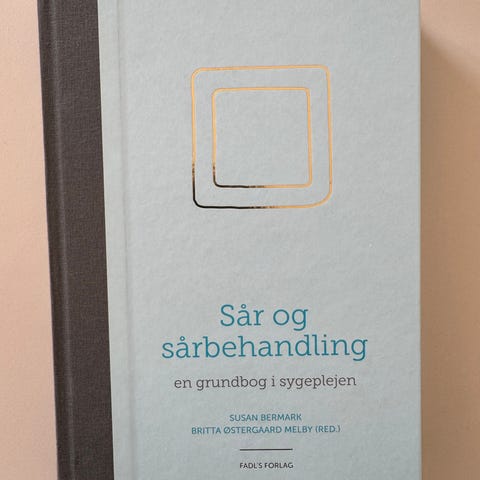 Sår og
sårbehandling
en grundbog i sygeplejen
SUSAN BERMARK
BRITTA ØSTERGAARD MELBY (RED.)
FADL'S FORLAG